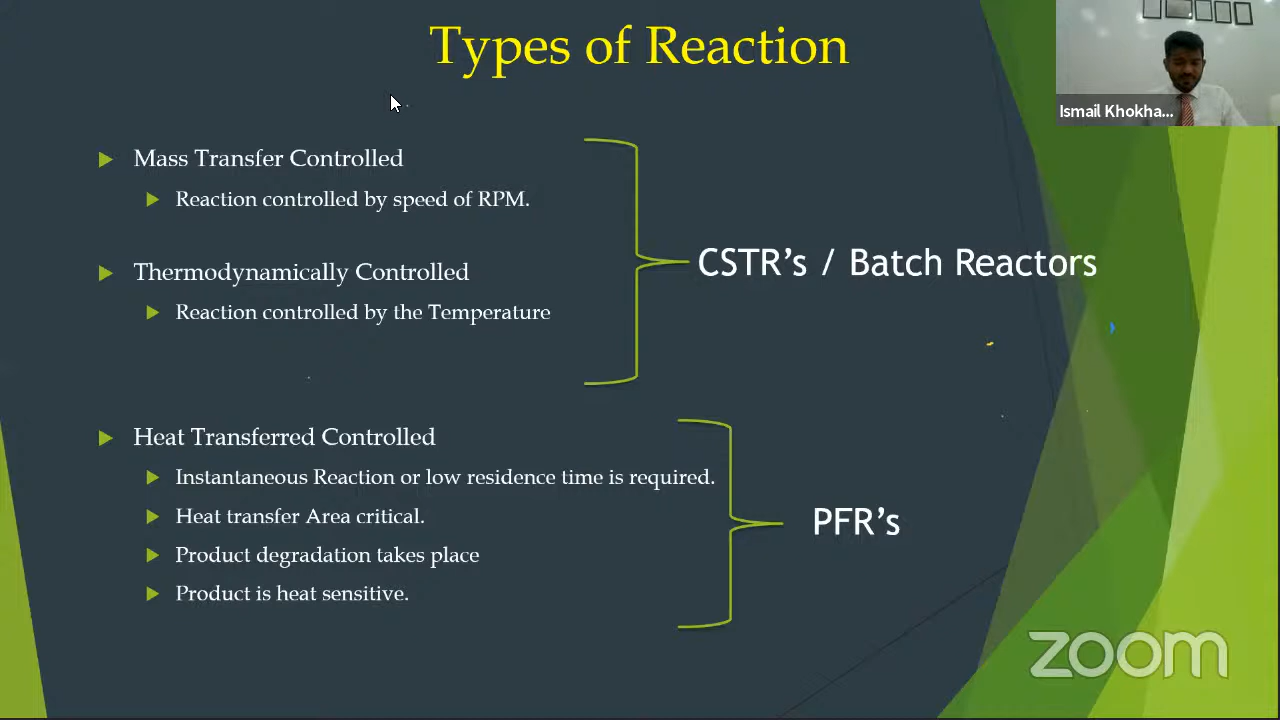 Types of Reaction
Ismail Khokha...
Mass Transfer Controlled
Reaction controlled by speed of RPM.
Thermodynamically Controlled
Reaction controlled by the Temperature
CSTR's / Batch Reactors
Heat Transferred Controlled
Instantaneous Reaction or low residence time is required.
Heat transfer Area critical.
Product degradation takes place
Product is heat sensitive.
PFR's
zoom